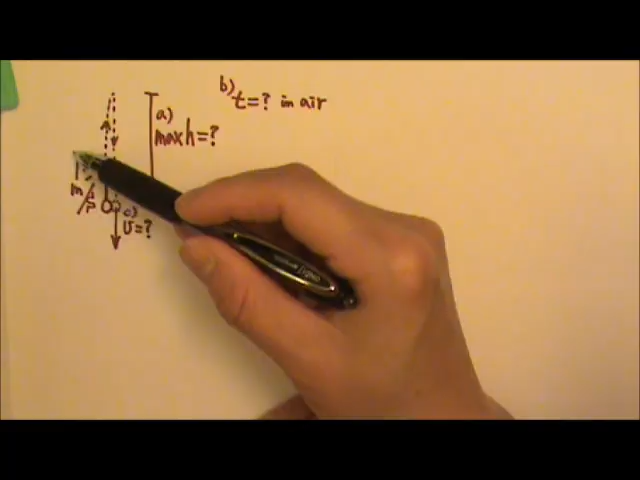 b)
t=? in air
a)
max h=?
m/s
c)
v=?